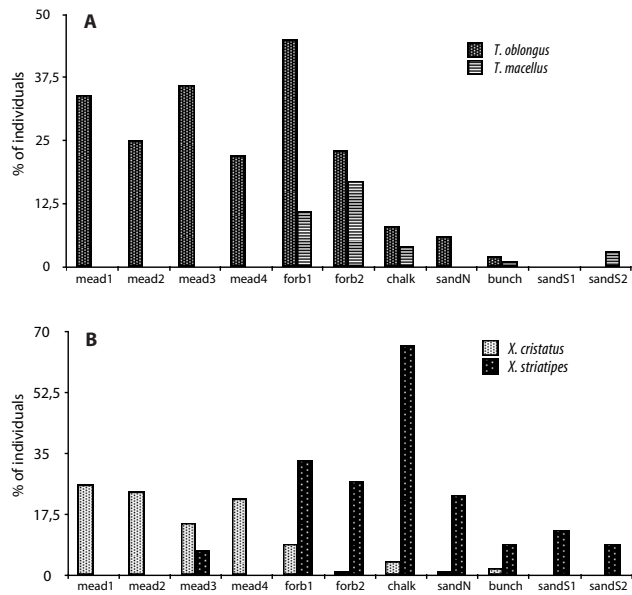 50
A
T. oblongus
T. macellus
37,5
% of individuals
25
12,5
0
mead1 mead2 mead3 mead4 forb1 forb2 chalk sandN bunch sandS1 sandS2
70
B
X. cristatus
X. striatipes
52,5
% of individuals
35
17,5
0
mead1 mead2 mead3 mead4 forb1 forb2 chalk sandN bunch sandS1 sandS2